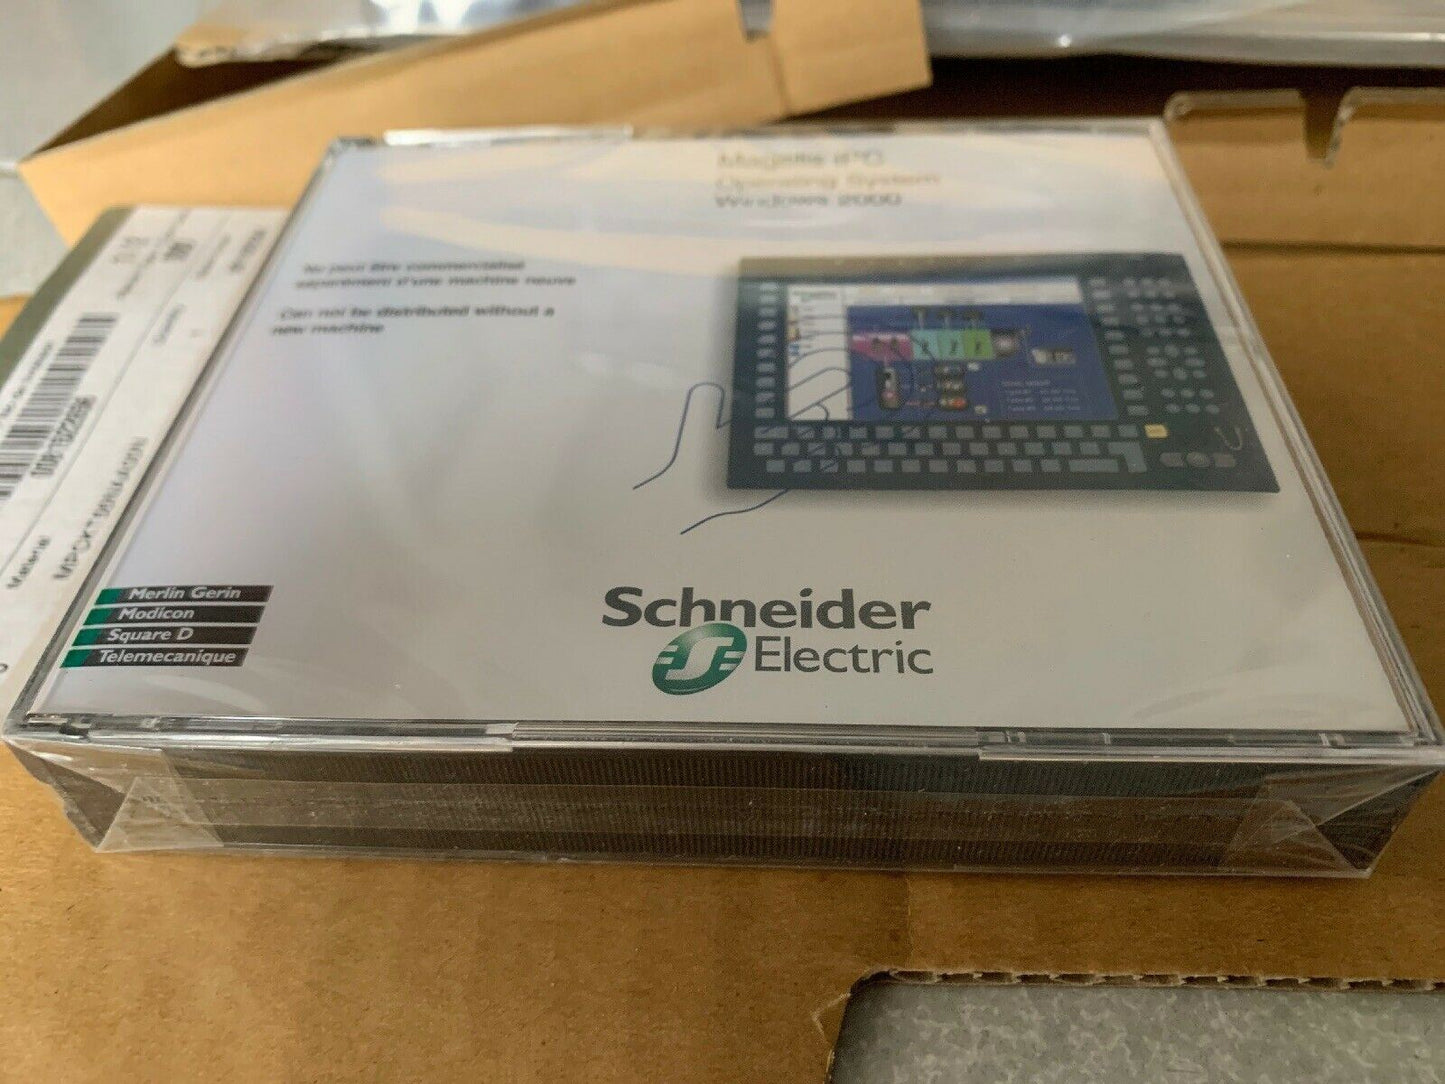 Magelis iPC
Operating System
Windows 2000
Ne peut être commercialisé
séparément d'une machine neuve
Can not be distributed without a
new machine
Merlin Gerin
Modicon
Square D
Telemecanique
Schneider
Electric
Material